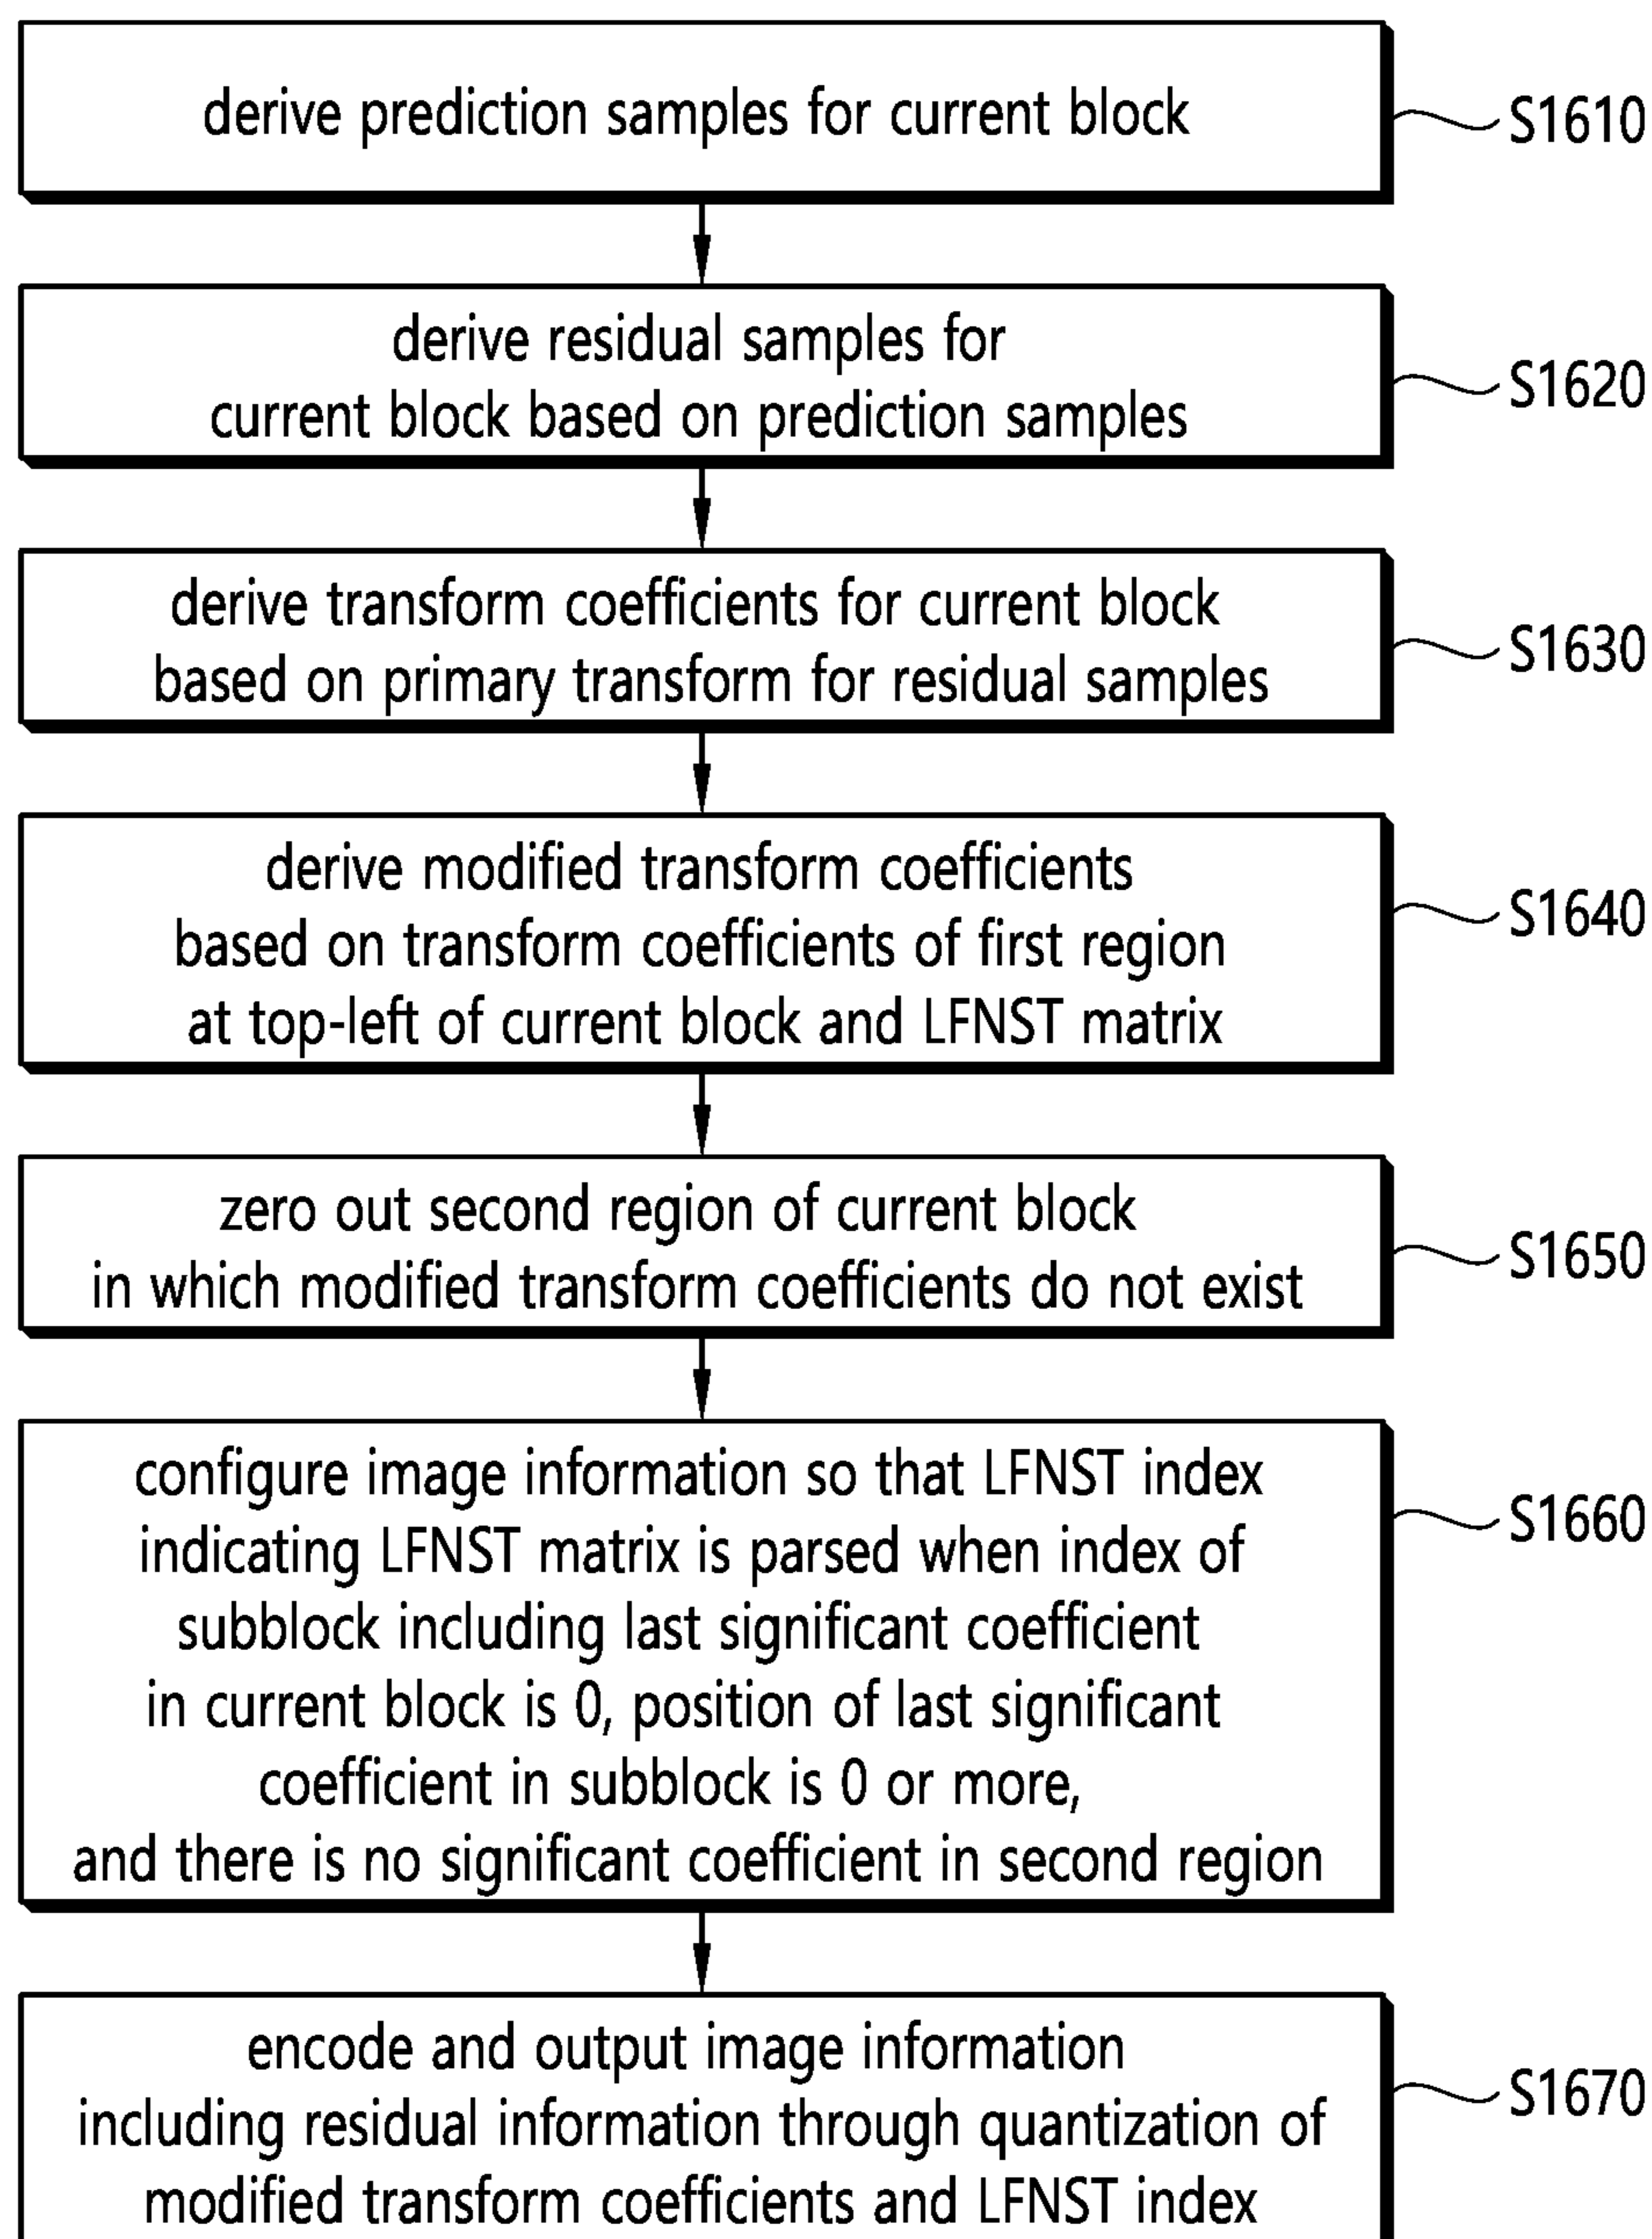 derive prediction samples for current block
S1610
derive residual samples for
current block based on prediction samples
S1620
derive transform coefficients for current block
based on primary transform for residual samples
S1630
derive modified transform coefficients
based on transform coefficients of first region
at top-left of current block and LFNST matrix
S1640
zero out second region of current block
in which modified transform coefficients do not exist
S1650
configure image information so that LFNST index
indicating LFNST matrix is parsed when index of
subblock including last significant coefficient
in current block is 0, position of last significant
coefficient in subblock is 0 or more,
and there is no significant coefficient in second region
S1660
encode and output image information
including residual information through quantization of
modified transform coefficients and LFNST index
S1670